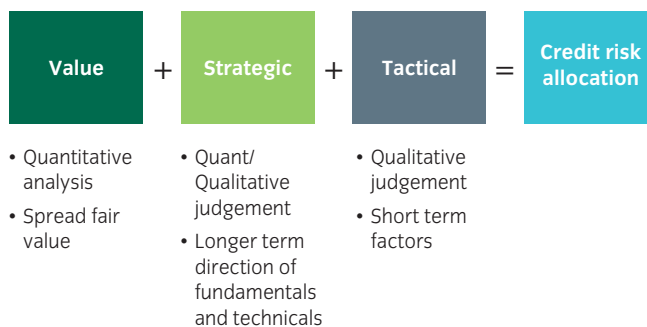 Value + Strategic + Tactical = Credit risk
allocation
• Quantitative
analysis
• Spread fair
value
• Quant/
Qualitative
judgement
• Longer term
direction of
fundamentals
and technicals
• Qualitative
judgement
• Short term
factors